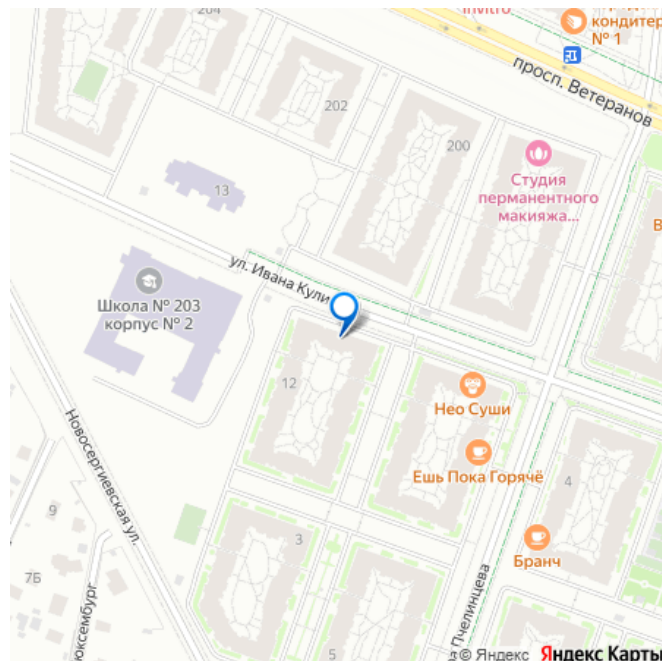 204
Invitro
кондитер
№ 1
просп. Ветеранов
202
200
Студия
перманентного
макияжа...
13
В
ул. Ивана Кули
Школа № 203
корпус № 2
12
Нео Суши
Ешь Пока Горячё
4
Новосергиевская ул.
9
3
Бранч
7Б
юксембург
5
а Пчелинцева
© Яндекс Яндекс Карты